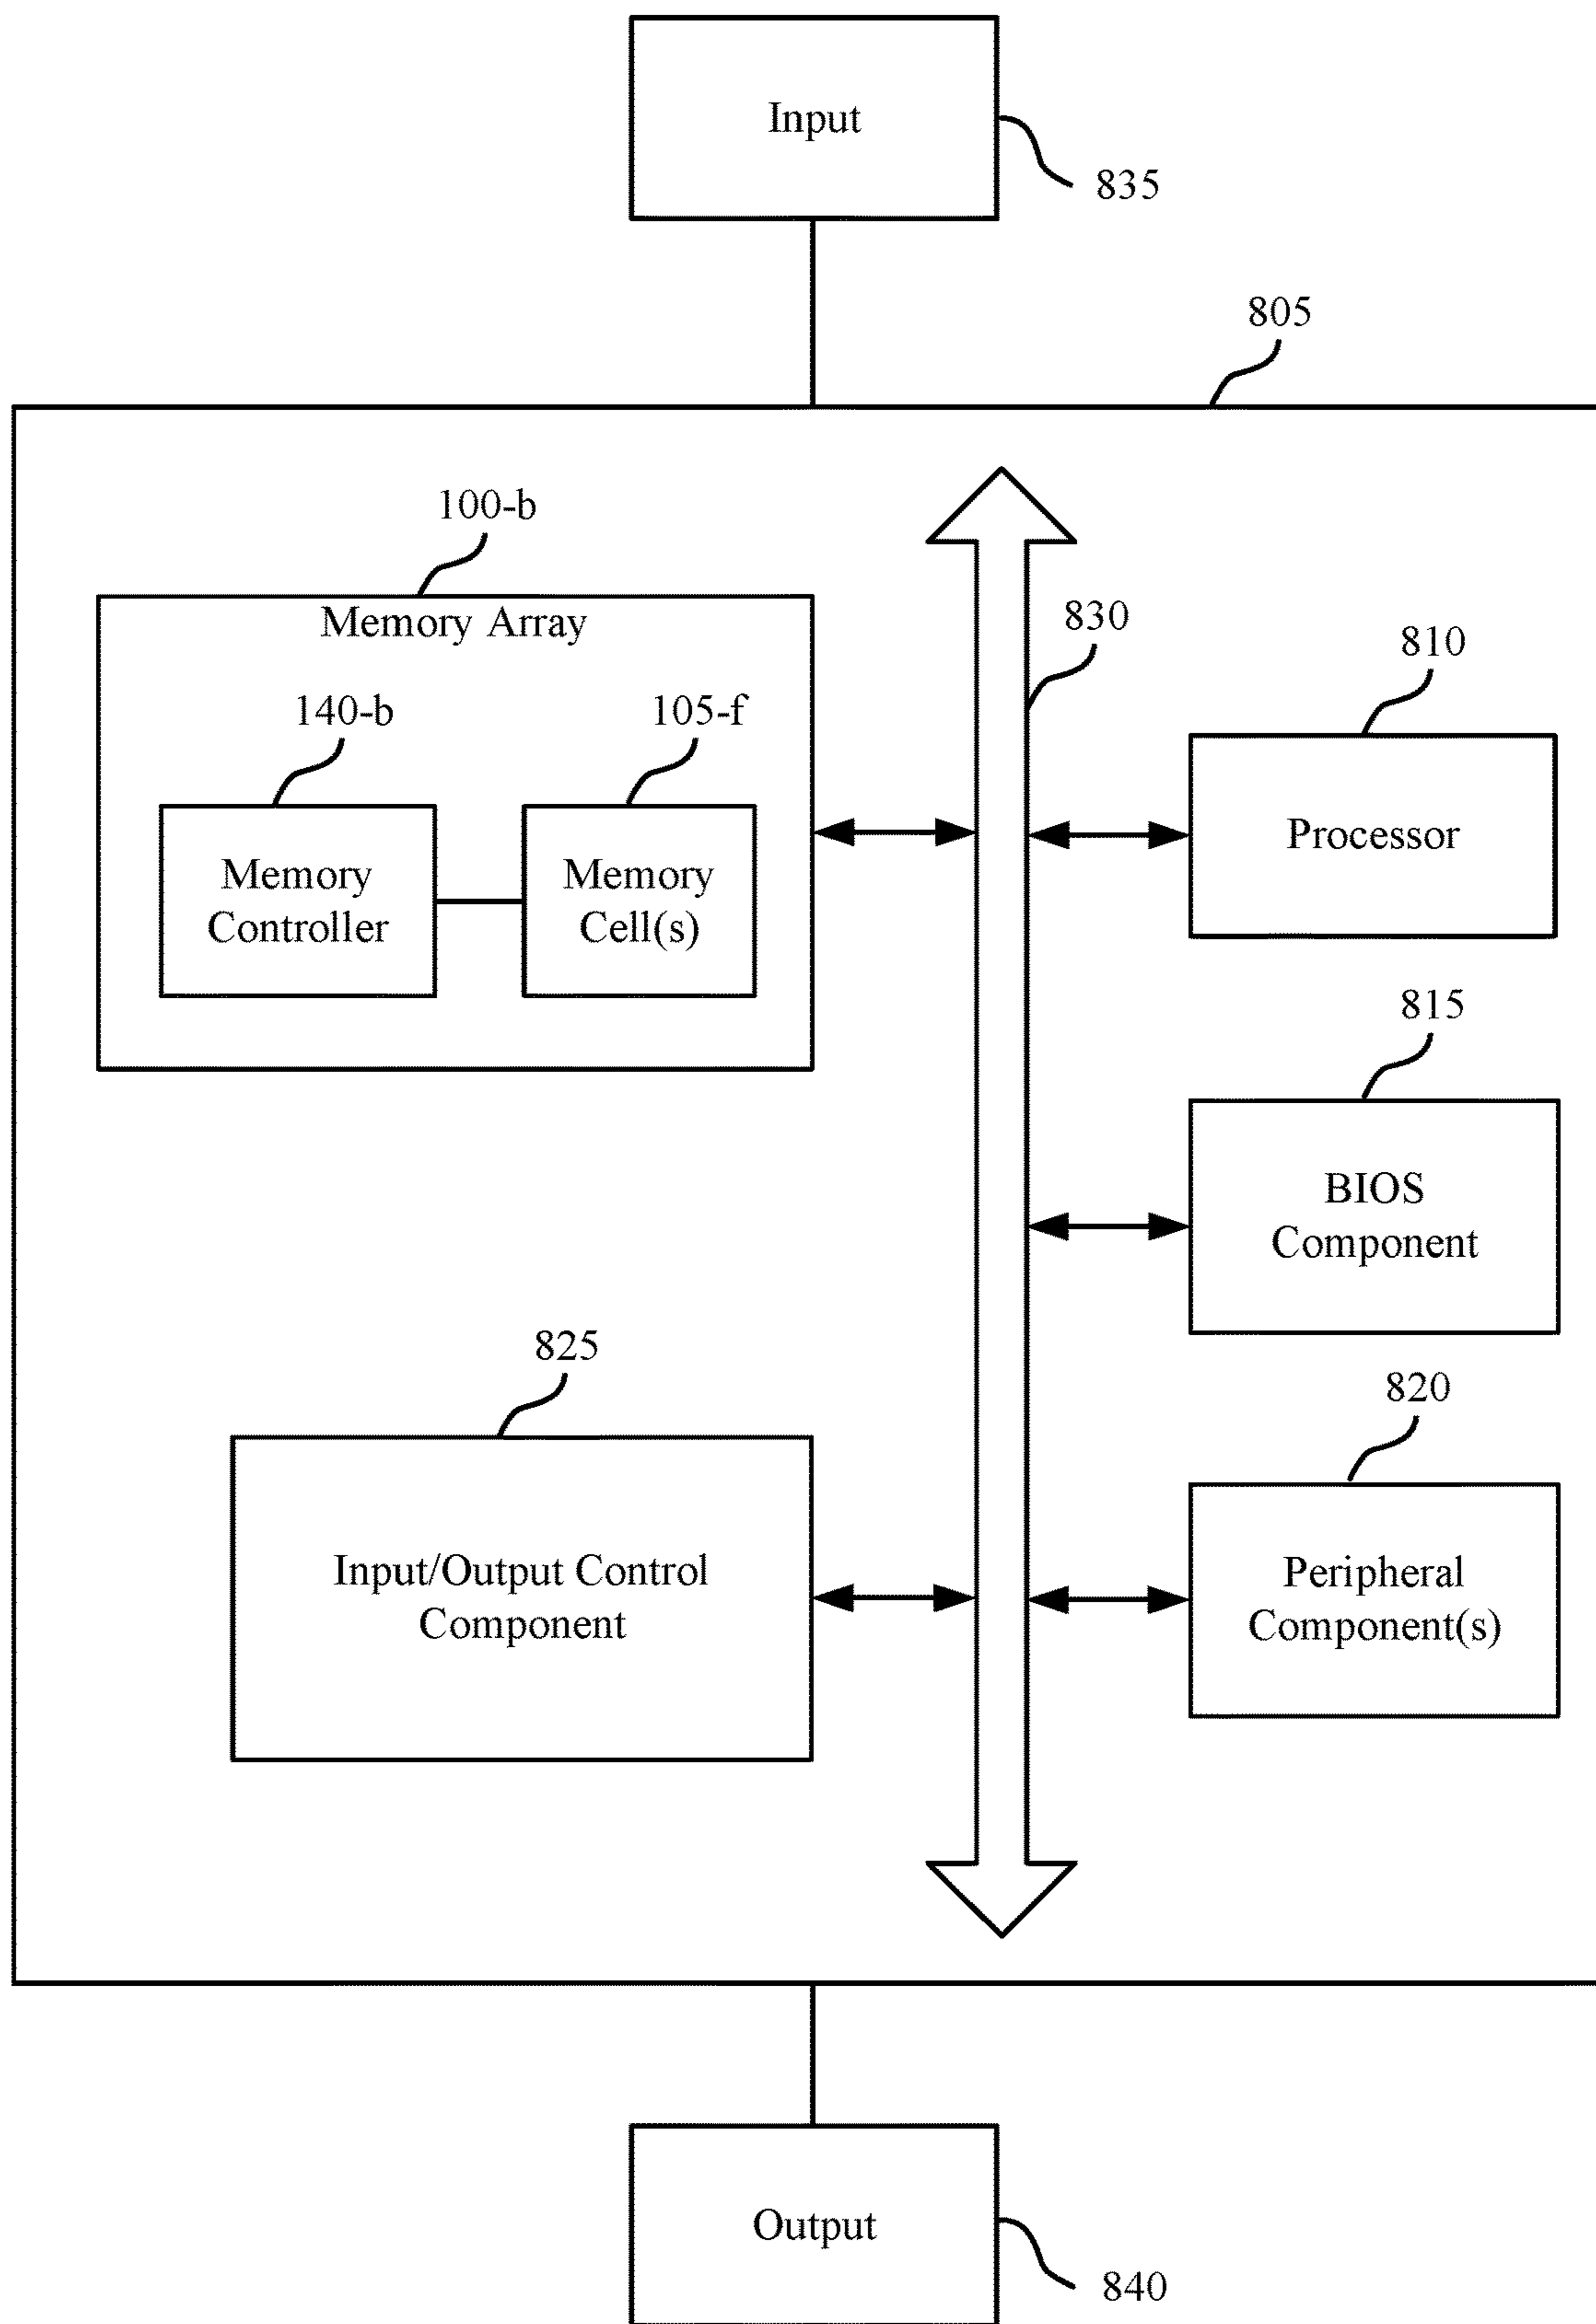 Input
835
805
100-b
Memory Array
830
810
140-b
105-f
Processor
Memory
Controller
Memory
Cell(s)
815
BIOS
Component
825
820
Input/Output Control
Component
Peripheral
Component(s)
Output
840